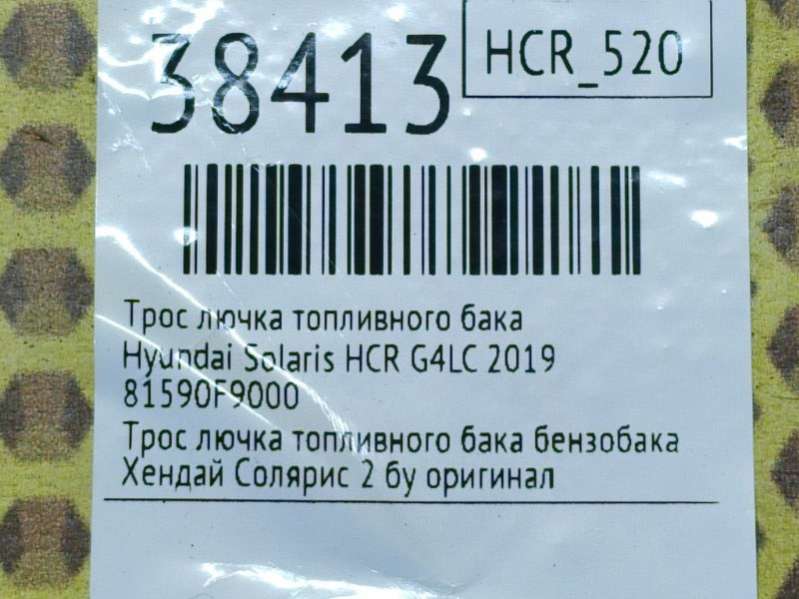 38413
HCR_520
Трос лючка топливного бака
Hyundai Solaris HCR G4LC 2019
81590F9000
Трос лючка топливного бака бензобака
Хендай Солярис 2 бу оригинал